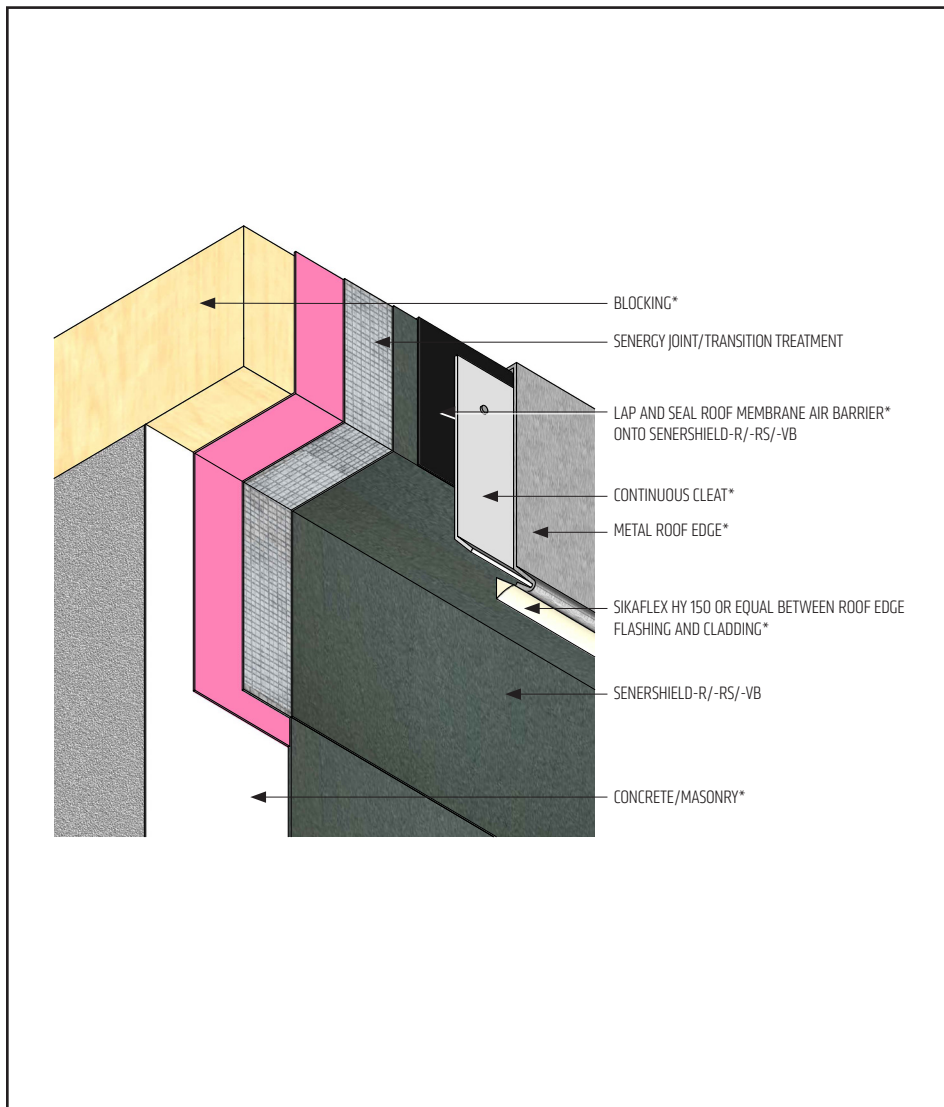 BLOCKING*
SENERGY JOINT/TRANSITION TREATMENT
LAP AND SEAL ROOF MEMBRANE AIR BARRIER*
ONTO SENERSHIELD-R/-RS/-VB
CONTINUOUS CLEAT*
METAL ROOF EDGE*
SIKAFLEX HY 150 OR EQUAL BETWEEN ROOF EDGE
FLASHING AND CLADDING*
SENERSHIELD-R/-RS/-VB
CONCRETE/MASONRY*